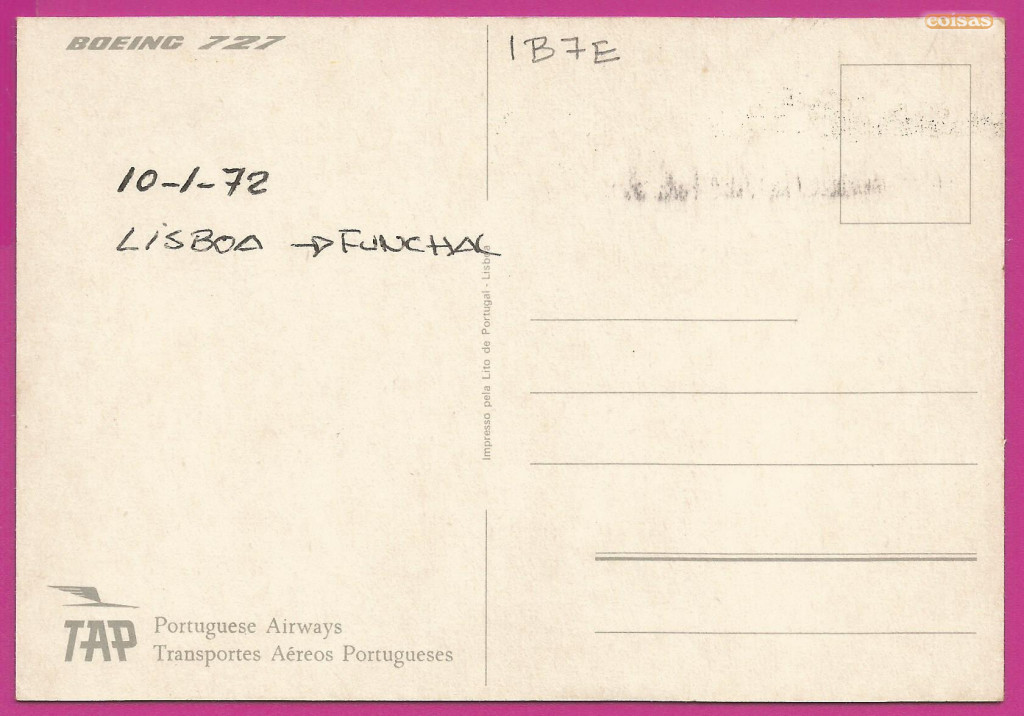 coisas
BOEING 727
1B7E
10-1-72
LISBOA → FUNCHAL
Impresso pela Lito de Portugal - Lisboa
TAP
Portuguese Airways
Transportes Aéreos Portugueses